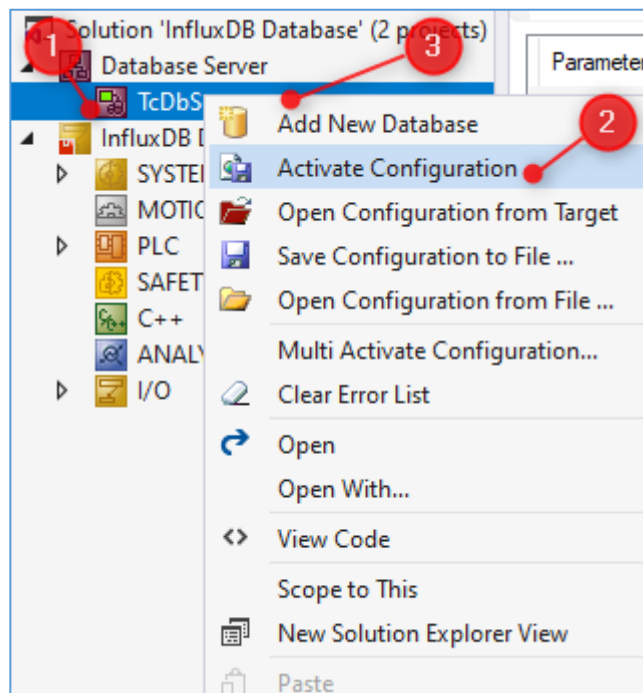 Solution 'InfluxDB Database' (2 projects)
1
3
Database Server
Parameter
TcDbS
Add New Database
2
InfluxDB D
SYSTE
Activate Configuration
MOTIO
Open Configuration from Target
PLC
Save Configuration to File ...
SAFET
Open Configuration from File ...
C++
ANALY
Multi Activate Configuration...
I/O
Clear Error List
Open
Open With...
View Code
Scope to This
New Solution Explorer View
Paste